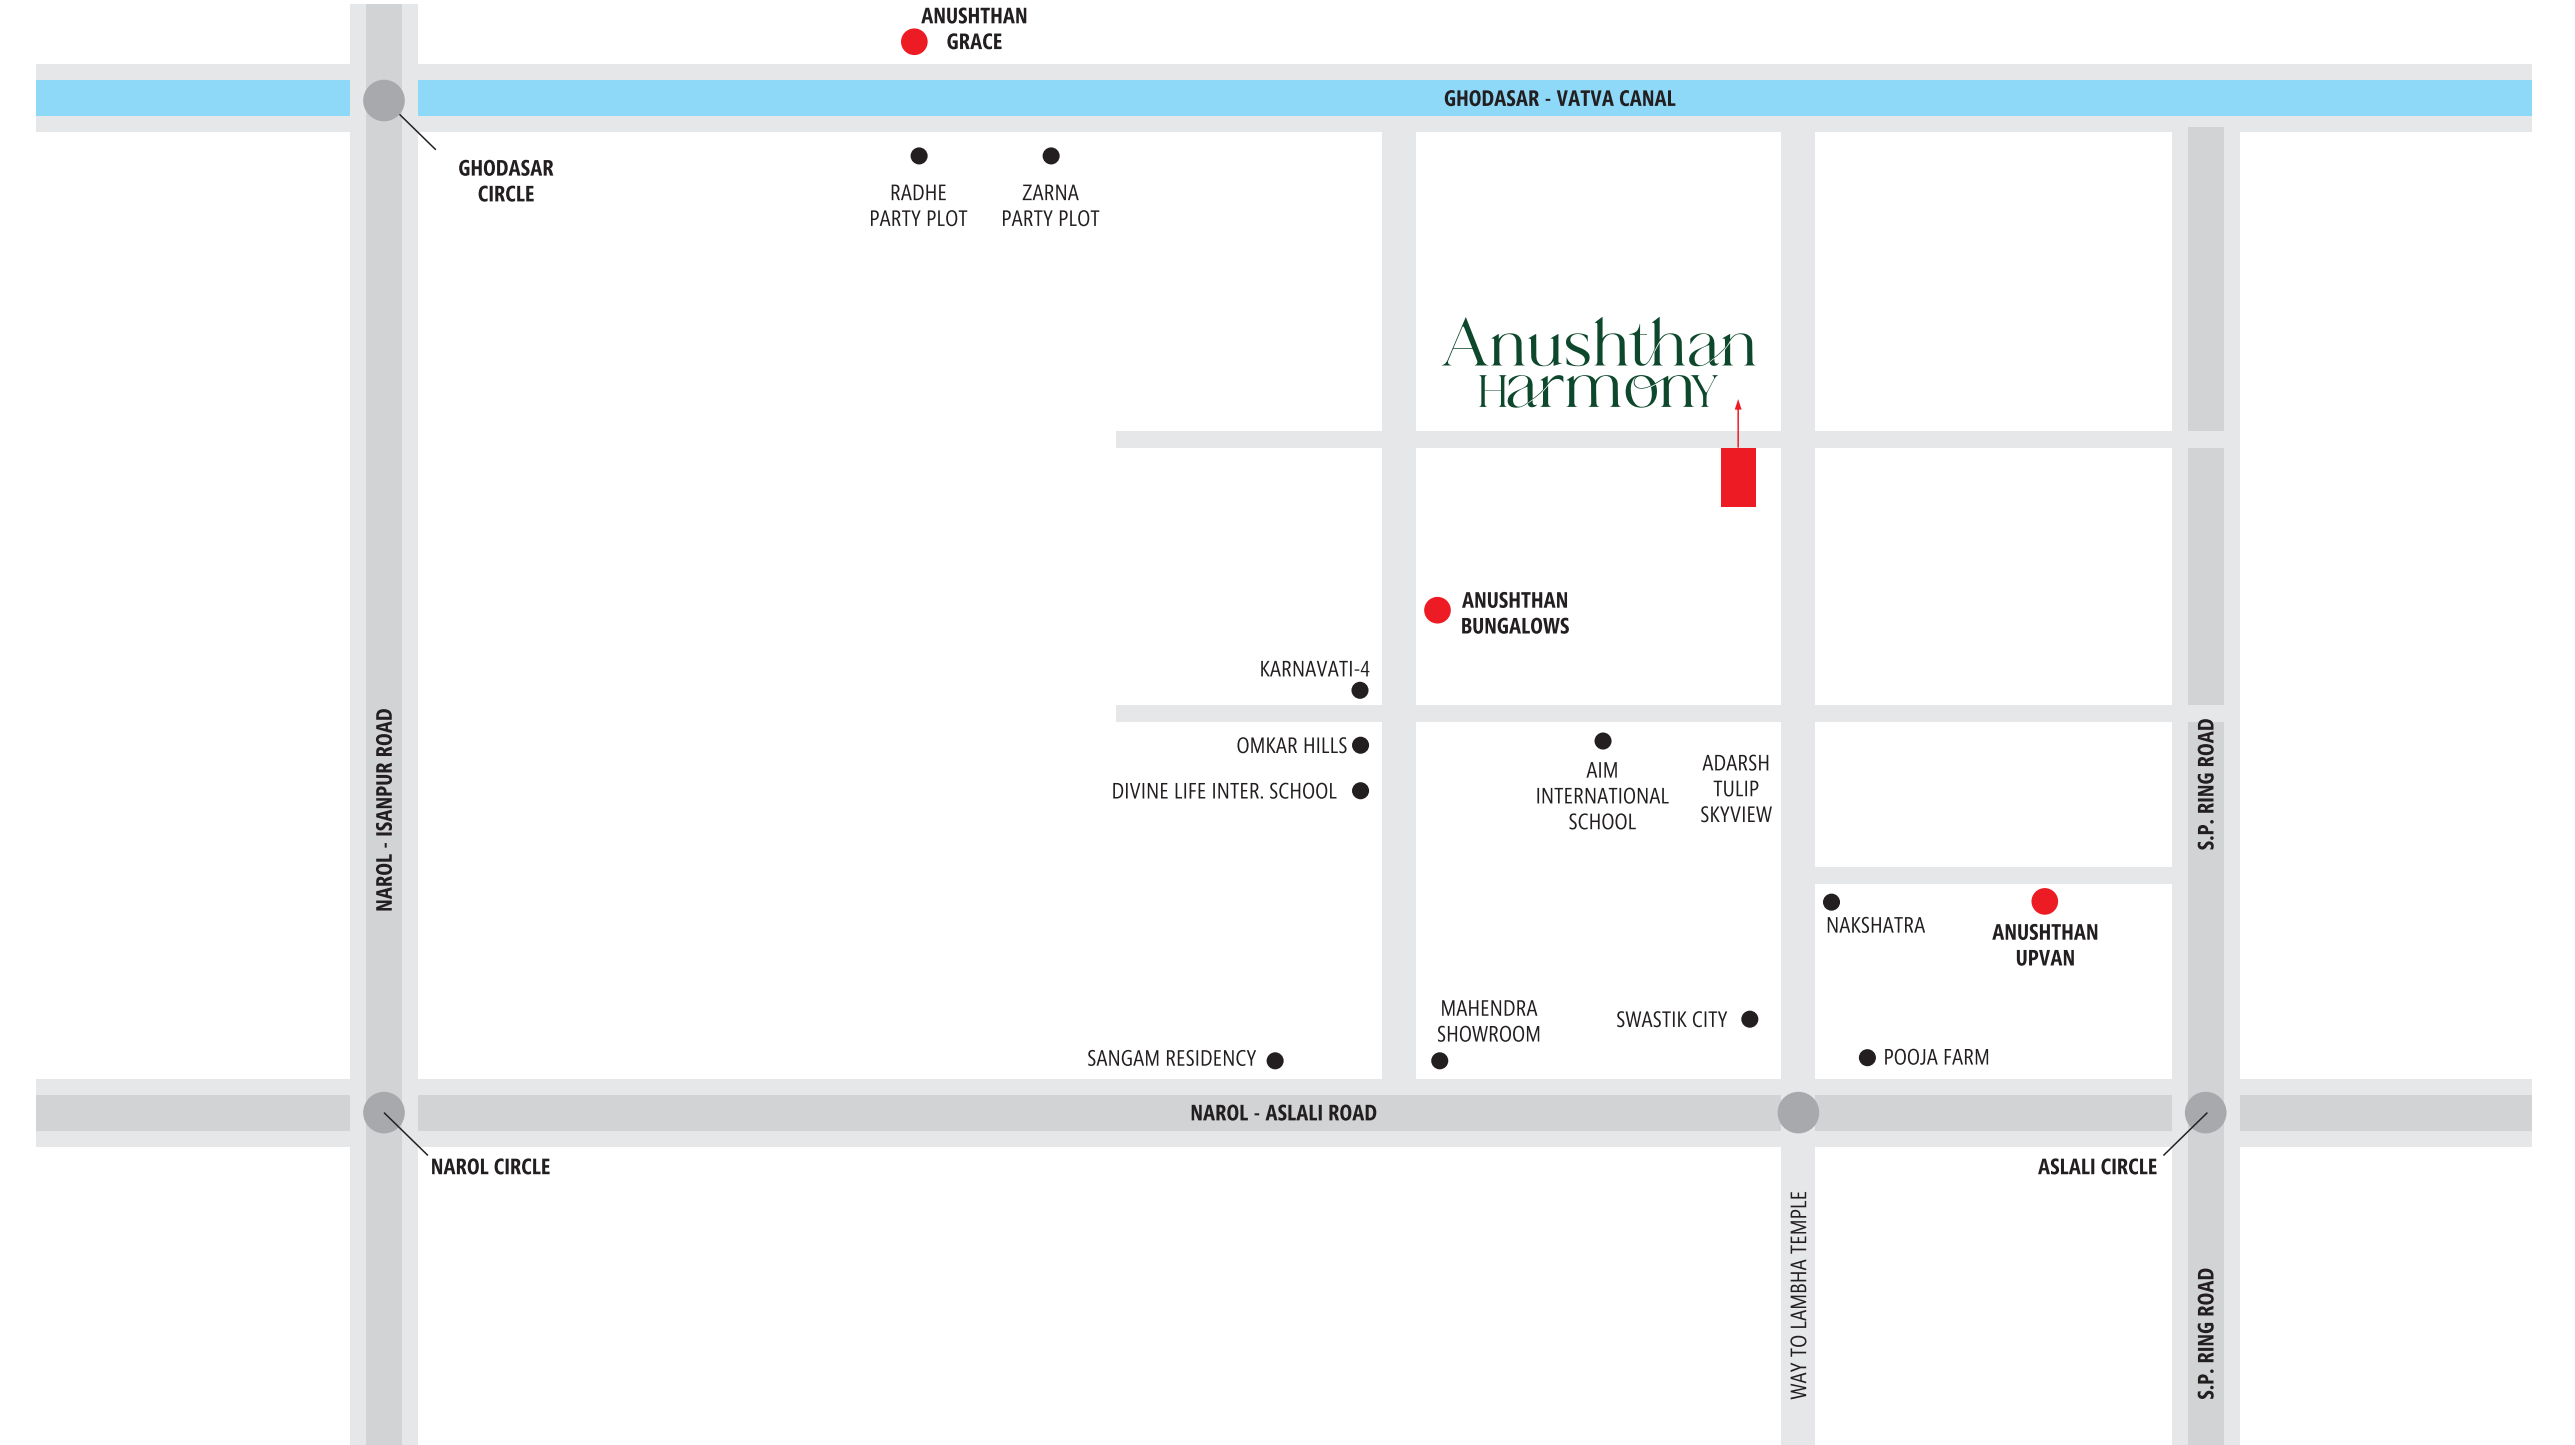 ANUSHTHAN
GRACE
GHODASAR - VATVA CANAL
GHODASAR
CIRCLE
RADHE
PARTY PLOT
ZARNA
PARTY PLOT
Anushthan
Harmony
ANUSHTHAN
BUNGALOWS
KARNAVATI-4
OMKAR HILLS
DIVINE LIFE INTER. SCHOOL
AIM
INTERNATIONAL
SCHOOL
ADARSH
TULIP
SKYVIEW
NAROL - ISANPUR ROAD
S.P. RING ROAD
NAKSHATRA
ANUSHTHAN
UPVAN
MAHENDRA
SHOWROOM
SWASTIK CITY
SANGAM RESIDENCY
POOJA FARM
NAROL - ASLALI ROAD
NAROL CIRCLE
ASLALI CIRCLE
WAY TO LAMBHA TEMPLE
S.P. RING ROAD